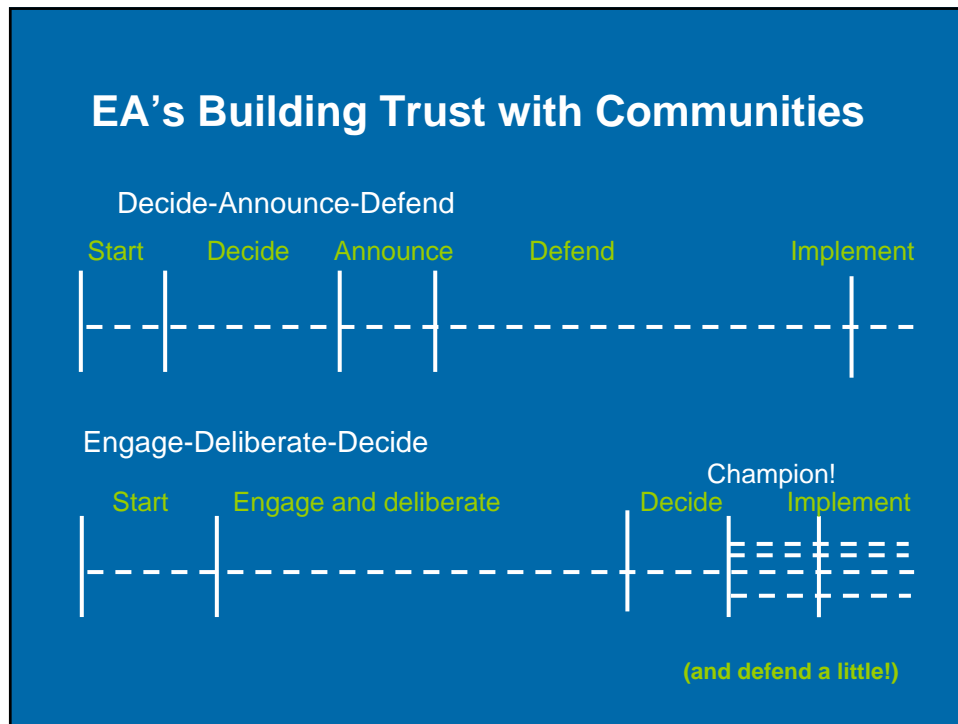 EA's Building Trust with Communities
Decide-Announce-Defend
Start Decide Announce Defend Implement
Engage-Deliberate-Decide
Champion!
Start Engage and deliberate Decide Implement
(and defend a little!)